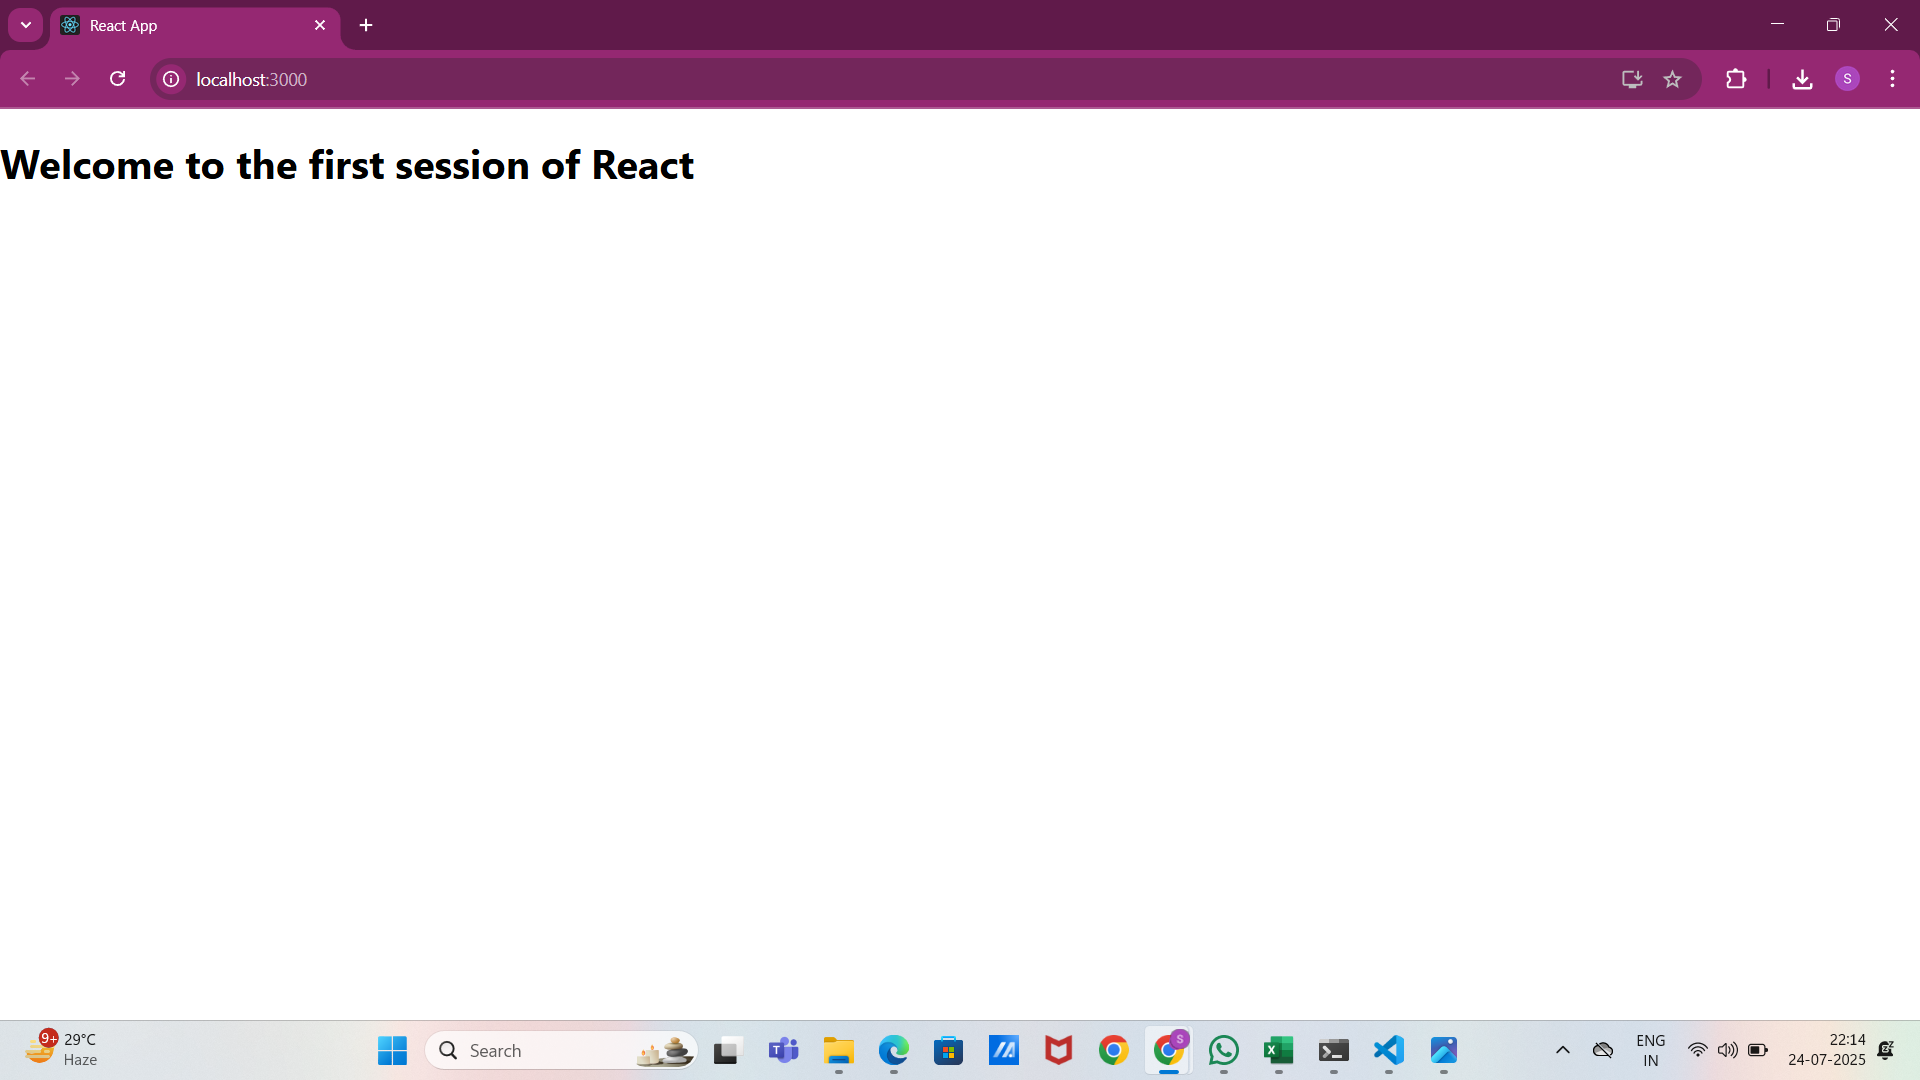 React App
localhost:3000
S
Welcome to the first session of React
9+
29°C
Haze
Search
S
ENG
IN
22:14
24-07-2025